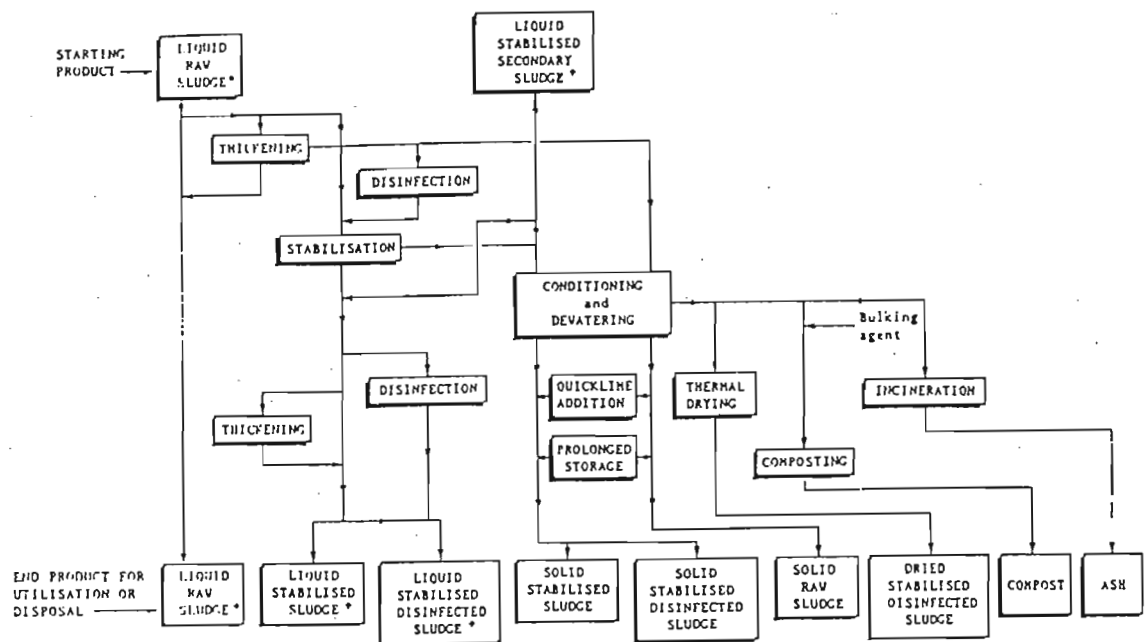 LIQUID
STABILISED
SECONDARY
SLUDGE+
STARTING
PRODUCT
LIQUID
RAW
SLUDGE+
THICKENING
DISINFECTION
STABILISATION
CONDITIONING
and
DEWATERING
Bulking
agent
DISINFECTION
QUICKLIME
ADDITION
THERMAL
DRYING
INCINERATION
THICKENING
PROLONGED
STORAGE
COMPOSTING
END PRODUCT FOR
UTILISATION OR
DISPOSAL
LIQUID
RAW
SLUDGE+
LIQUID
STABILISED
SLUDGE+
LIQUID
STABILISED
DISINFECTED
SLUDGE+
SOLID
STABILISED
SLUDGE
SOLID
STABILISED
DISINFECTED
SLUDGE
SOLID
RAW
SLUDGE
DRIED
STABILISED
DISINFECTED
SLUDGE
COMPOST
ASH